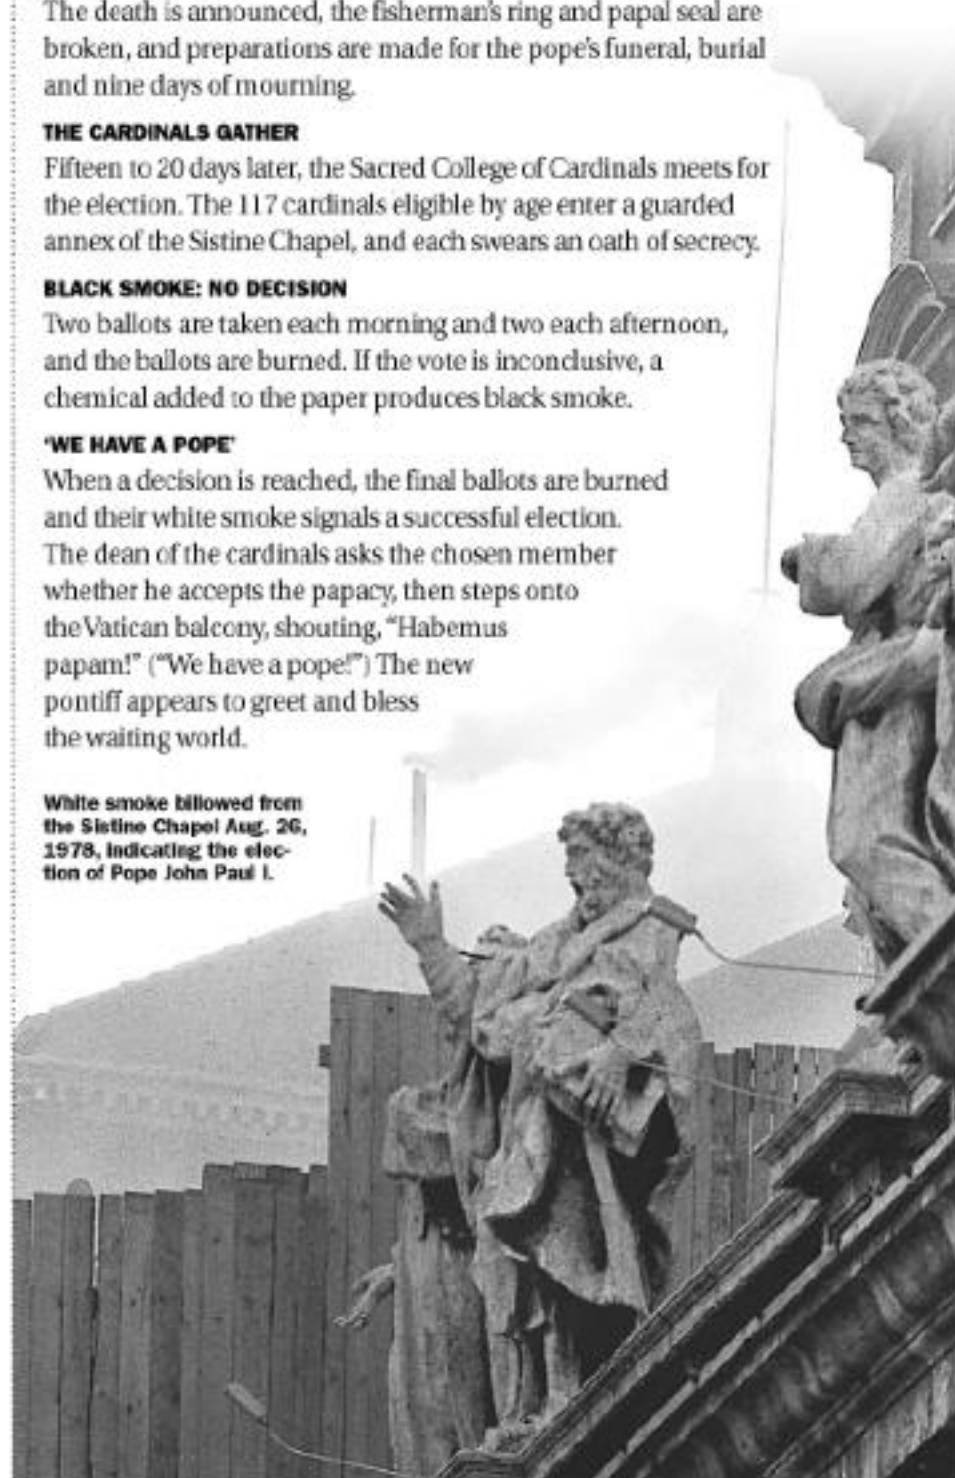 The death is announced, the fisherman's ring and papal seal are
broken, and preparations are made for the pope's funeral, burial
and nine days of mourning.
THE CARDINALS GATHER
Fifteen to 20 days later, the Sacred College of Cardinals meets for
the election. The 117 cardinals eligible by age enter a guarded
annex of the Sistine Chapel, and each swears an oath of secrecy.
BLACK SMOKE: NO DECISION
Two ballots are taken each morning and two each afternoon,
and the ballots are burned. If the vote is inconclusive, a
chemical added to the paper produces black smoke.
‘WE HAVE A POPE’
When a decision is reached, the final ballots are burned
and their white smoke signals a successful election.
The dean of the cardinals asks the chosen member
whether he accepts the papacy, then steps onto
the Vatican balcony, shouting, “Habemus
papam!” (“We have a pope!”) The new
pontiff appears to greet and bless
the waiting world.
White smoke billowed from
the Sistine Chapel Aug. 26,
1978, indicating the elec-
tion of Pope John Paul I.